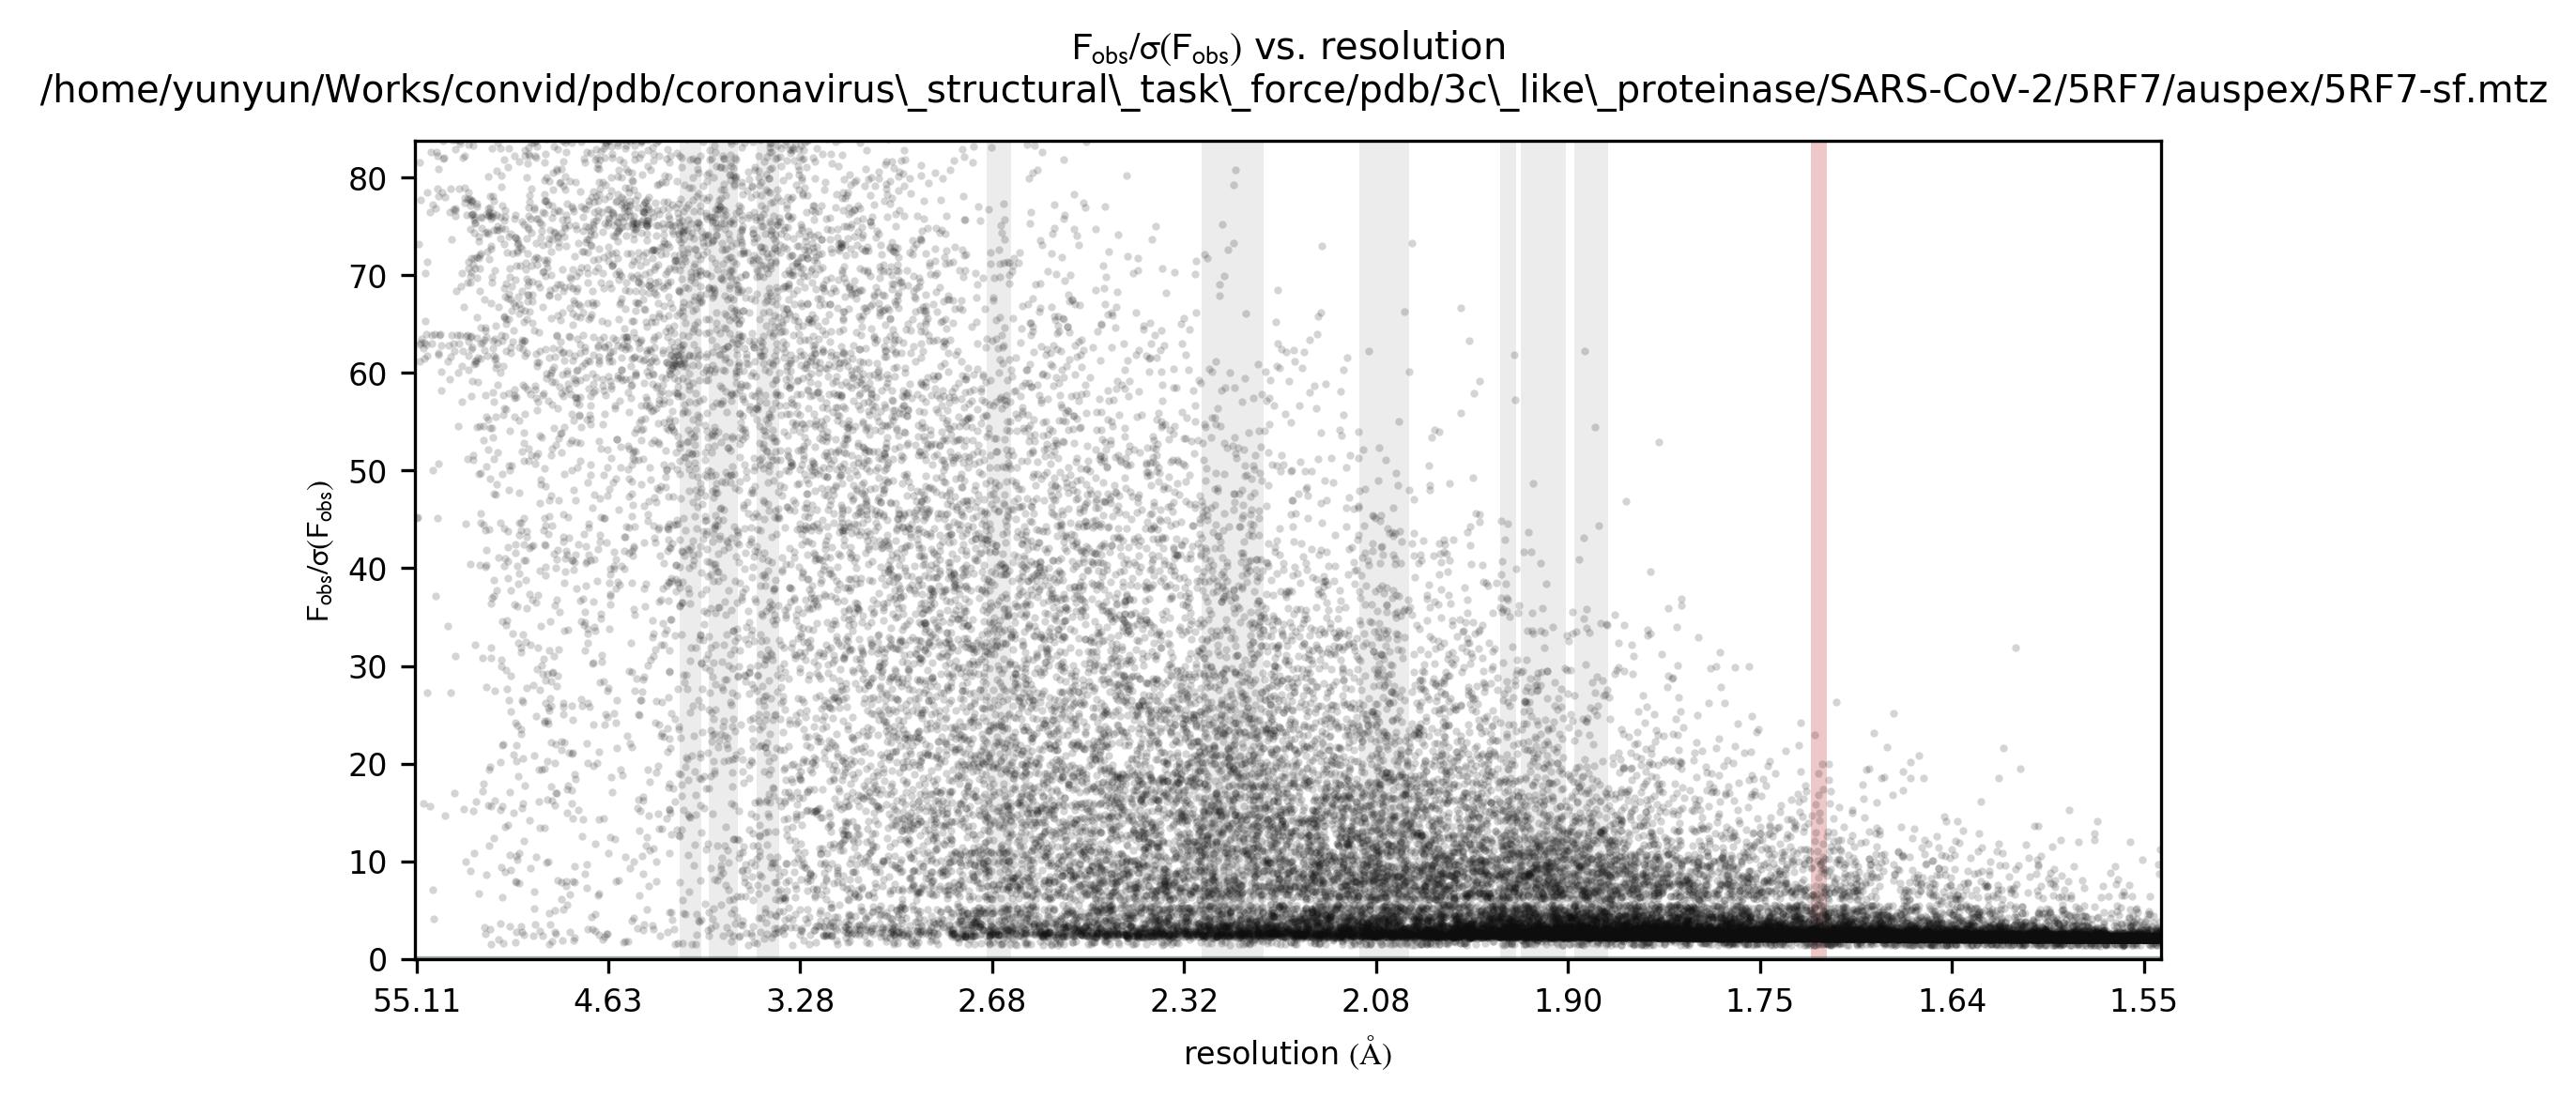 Fobs/σ(Fobs) vs. resolution
/home/yunyun/Works/convid/pdb/coronavirus\_structural\_task\_force/pdb/3c\_like\_proteinase/SARS-CoV-2/5RF7/auspex/5RF7-sf.mtz
Fobs/σ(Fobs)
80
70
60
50
40
30
20
10
0
55.11 4.63 3.28 2.68 2.32 2.08 1.90 1.75 1.64 1.55
resolution (Å)